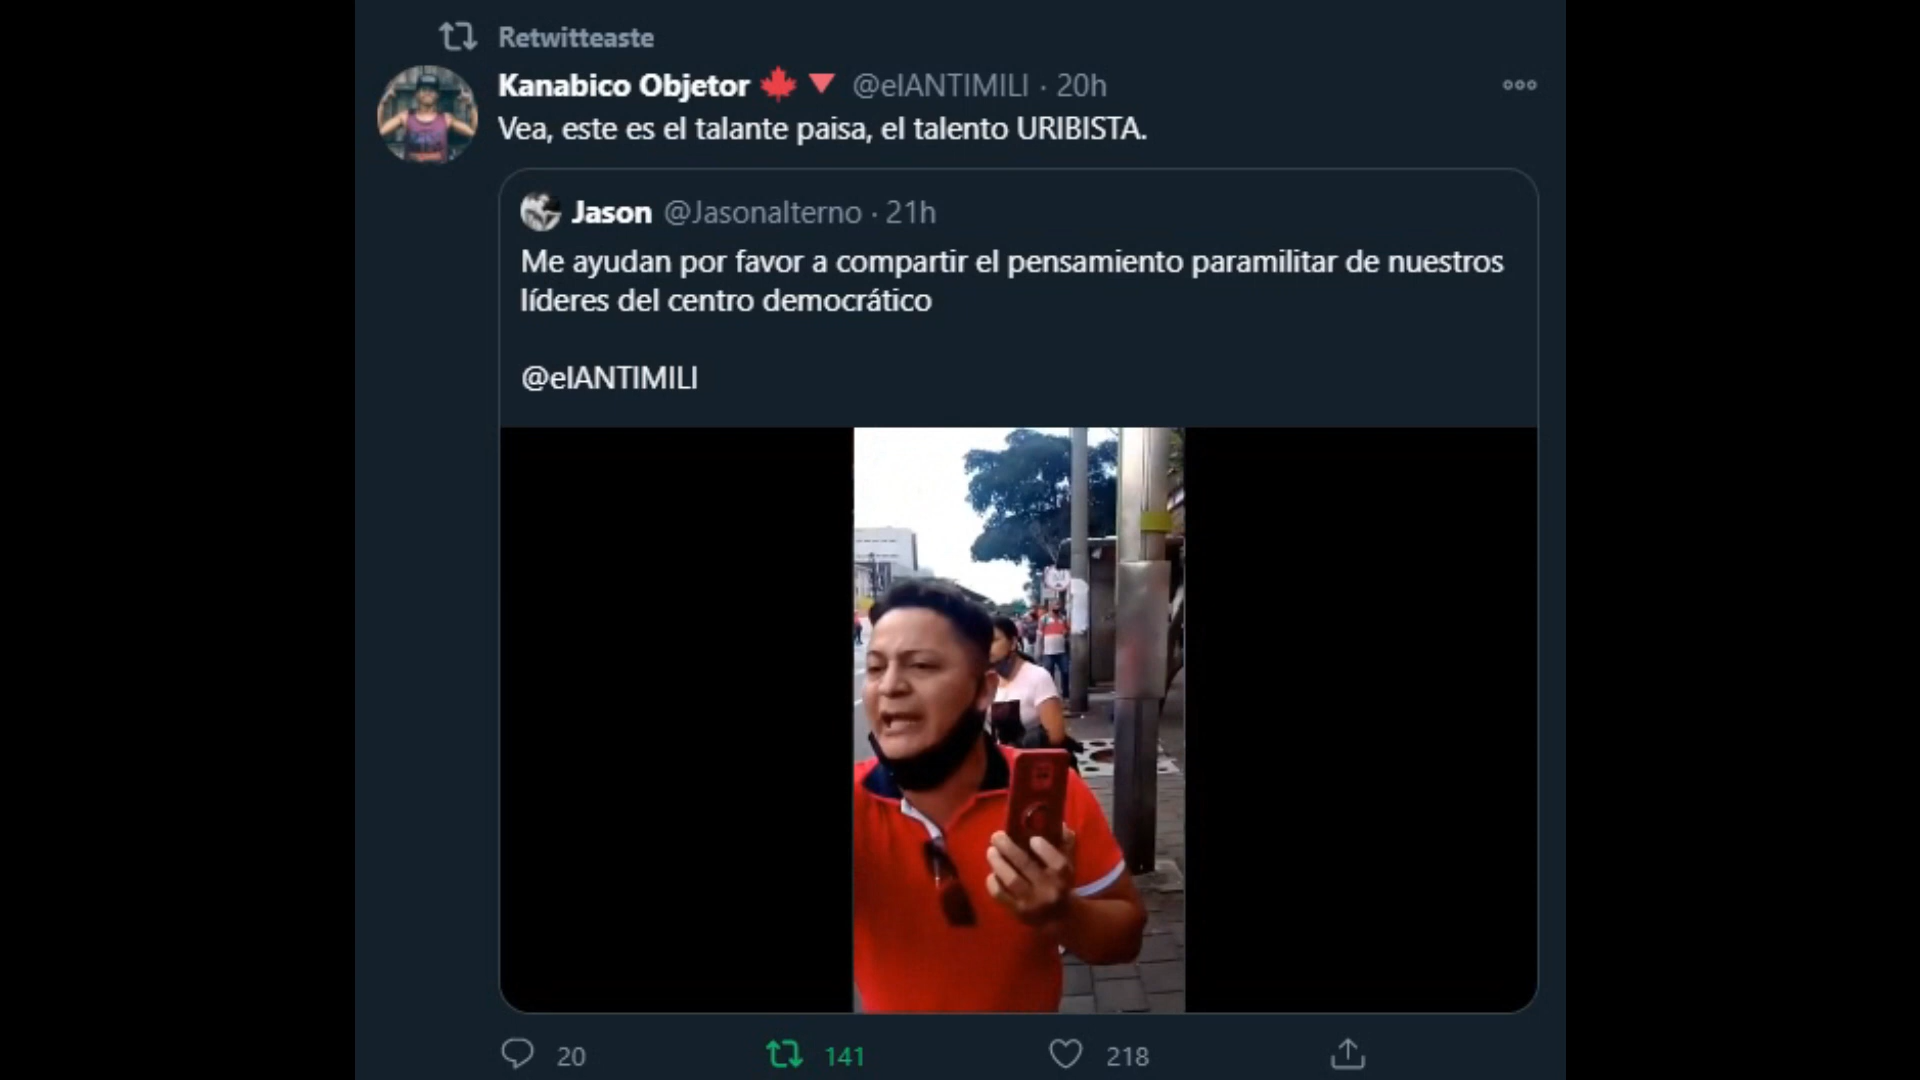 Retwitteaste
Kanabico Objetor @elANTIMILI · 20h
Vea, este es el talante paisa, el talento URIBISTA.
Jason @Jasonalterno · 21h
Me ayudan por favor a compartir el pensamiento paramilitar de nuestros
líderes del centro democrático
@elANTIMILI
20 141 218